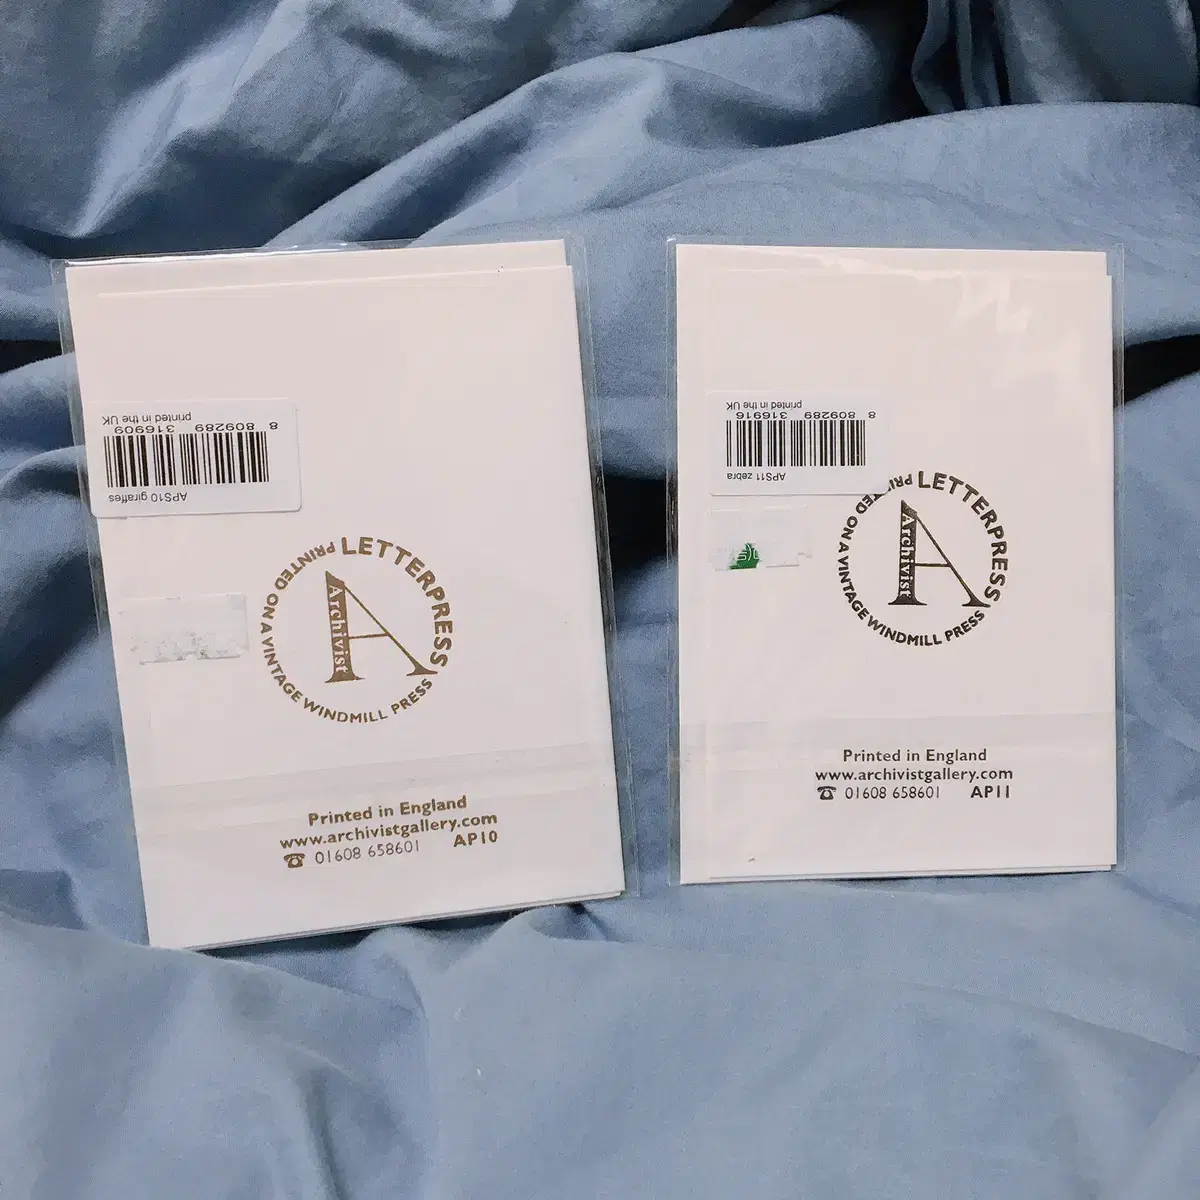 printed in the UK
8 809289 316909
APS10 giraffes
LETTERPRESS
PRINTED ON A VINTAGE WINDMILL PRESS
Archivist
Printed in England
www.archivistgallery.com
01608 658601 AP10
printed in the UK
8 809289 316916
APS11 zebra
LETTERPRESS
PRINTED ON A VINTAGE WINDMILL PRESS
Archivist
Printed in England
www.archivistgallery.com
01608 658601 AP11